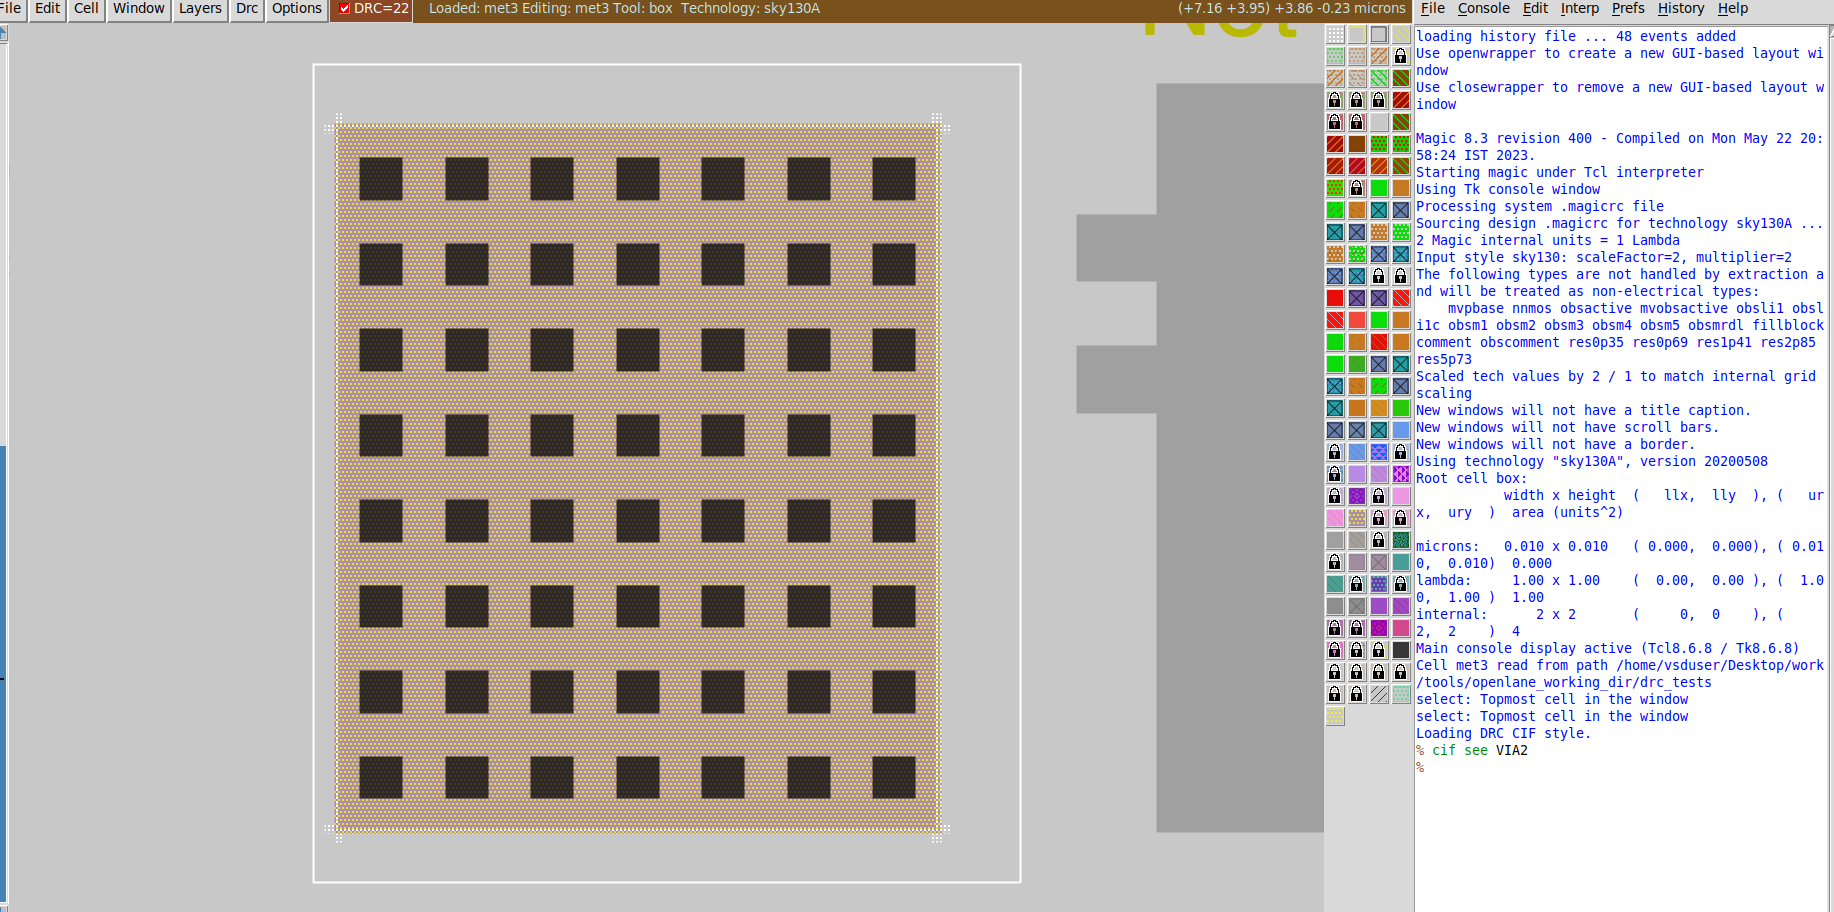 File Edit Cell Window Layers Drc Options DRC=22 Loaded: met3 Editing: met3 Tool: box Technology: sky130A (+7.16 +3.95) +3.86 -0.23 microns
File Console Edit Interp Prefs History Help
loading history file ... 48 events added
Use openwrapper to create a new GUI-based layout wi
ndow
Use closewrapper to remove a new GUI-based layout w
indow
Magic 8.3 revision 400 - Compiled on Mon May 22 20:
58:24 IST 2023.
Starting magic under Tcl interpreter
Using Tk console window
Processing system .magicrc file
Sourcing design .magicrc for technology sky130A ...
2 Magic internal units = 1 Lambda
Input style sky130: scaleFactor=2, multiplier=2
The following types are not handled by extraction a
nd will be treated as non-electrical types:
mvpbase nnmos obsactive mvobsactive obsli1 obsl
i1c obsm1 obsm2 obsm3 obsm4 obsm5 obsmrdl fillblock
comment obscomment res0p35 res0p69 res1p41 res2p85
res5p73
Scaled tech values by 2 / 1 to match internal grid
scaling
New windows will not have a title caption.
New windows will not have scroll bars.
New windows will not have a border.
Using technology "sky130A", version 20200508
Root cell box:
width x height ( llx, lly ), ( ur
x, ury ) area (units^2)
microns: 0.010 x 0.010 ( 0.000, 0.000), ( 0.01
0, 0.010) 0.000
lambda: 1.00 x 1.00 ( 0.00, 0.00 ), ( 1.0
0, 1.00 ) 1.00
internal: 2 x 2 ( 0, 0 ), (
2, 2 ) 4
Main console display active (Tcl8.6.8 / Tk8.6.8)
Cell met3 read from path /home/vsduser/Desktop/work
/tools/openlane_working_dir/drc_tests
select: Topmost cell in the window
select: Topmost cell in the window
Loading DRC CIF style.
% cif see VIA2
%